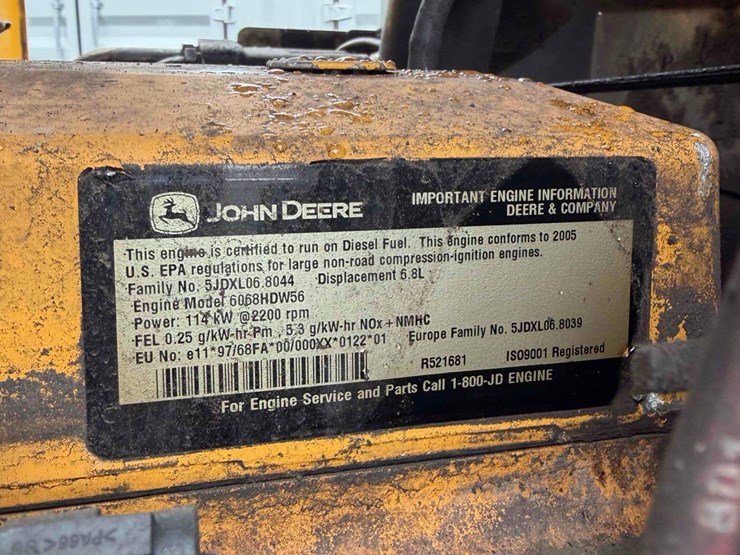 JOHN DEERE
IMPORTANT ENGINE INFORMATION
DEERE & COMPANY
This engine is certified to run on Diesel Fuel. This engine conforms to 2005
U.S. EPA regulations for large non-road compression-ignition engines.
Family No. 5JDXL06.8044 Displacement 6.8L
Engine Model 6068HDW56
Power: 114 kW @2200 rpm
FEL 0.25 g/kW-hr Pm , 5.3 g/kW-hr NOx + NMHC
Europe Family No. 5JDXL06.8039
EU No: e11*97/68FA*00/000XX*0122*01
R521681 ISO9001 Registered
For Engine Service and Parts Call 1-800-JD ENGINE